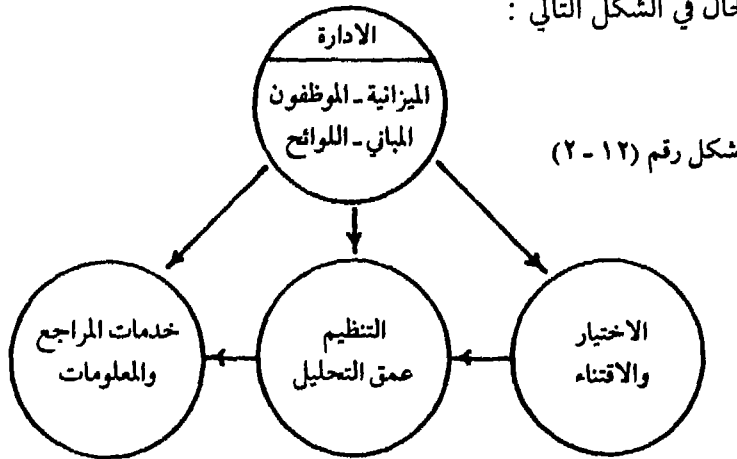 حال في الشكل التالي :
الادارة
الميزانية - الموظفون
المباني - اللوائح
شكل رقم (١٢ - ٢)
الاختيار
والاقتناء
التنظيم
عمق التحليل
خدمات المراجع
والمعلومات